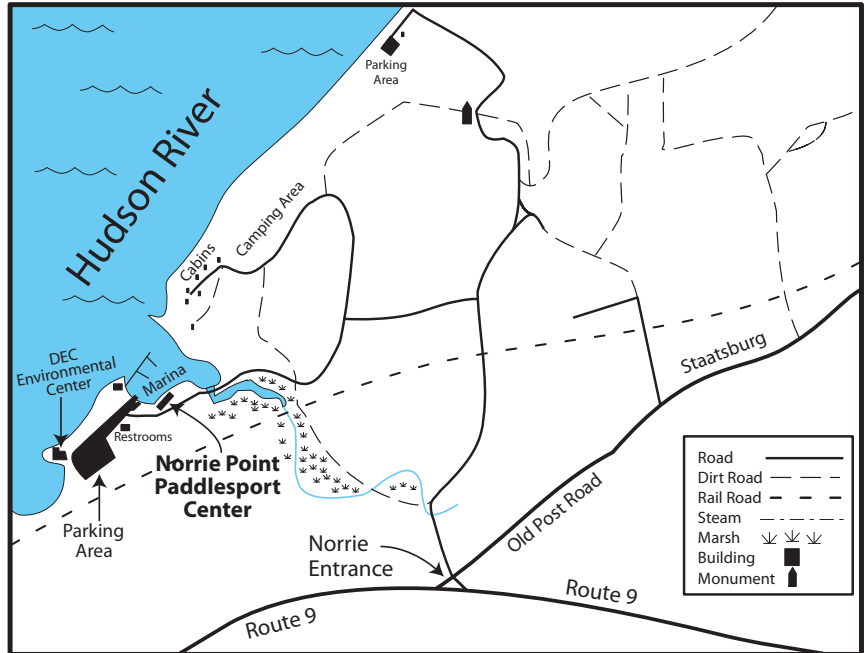 Parking
Area
Hudson River
Camping Area
Cabins
DEC
Environmental
Center
Marina
Restrooms
Norrie Point
Paddlesport
Center
Parking
Area
Staatsburg
Old Post Road
Norrie
Entrance
Route 9
Route 9
Road
Dirt Road
Rail Road
Steam
Marsh
Building
Monument